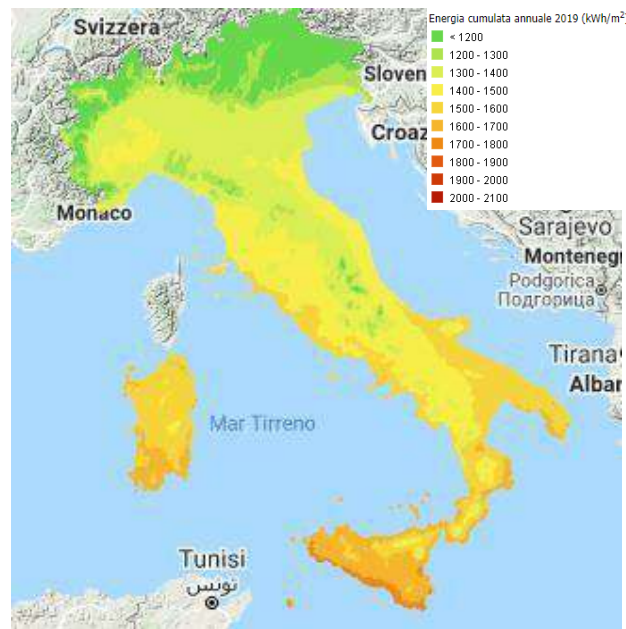 Energia cumulata annuale 2019 (kWh/m²)
< 1200
1200 - 1300
1300 - 1400
1400 - 1500
1500 - 1600
1600 - 1700
1700 - 1800
1800 - 1900
1900 - 2000
2000 - 2100
Svizzera
Sloven
Croaz
Monaco
Sarajevo
Montenegr
Podgorica
Подгорица
Tirana
Albar
Mar Tirreno
Tunisi
تونس